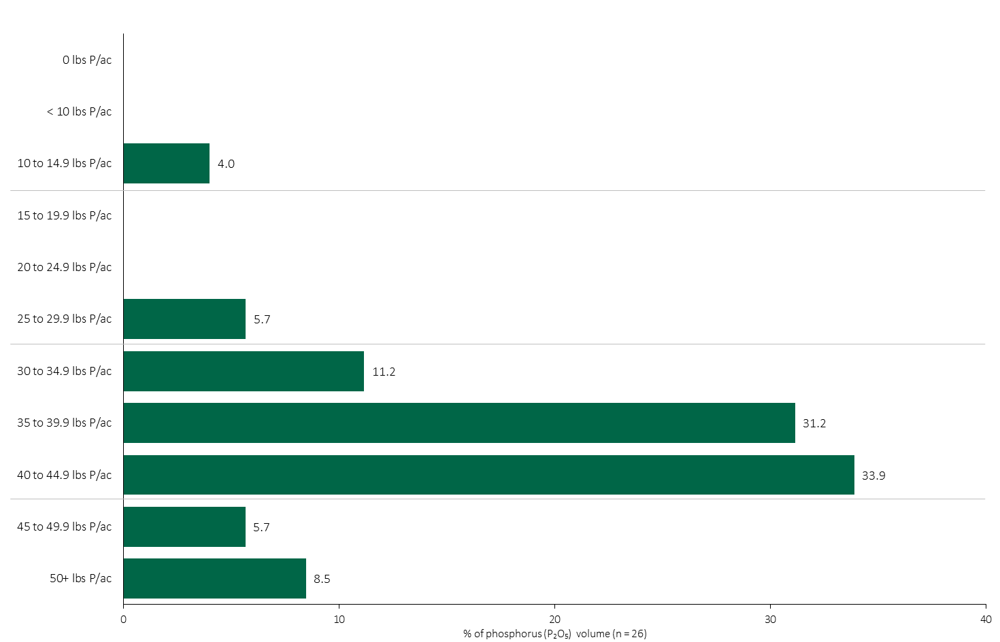 0 lbs P/ac
< 10 lbs P/ac
10 to 14.9 lbs P/ac
4.0
15 to 19.9 lbs P/ac
20 to 24.9 lbs P/ac
25 to 29.9 lbs P/ac
5.7
30 to 34.9 lbs P/ac
11.2
35 to 39.9 lbs P/ac
31.2
40 to 44.9 lbs P/ac
33.9
45 to 49.9 lbs P/ac
5.7
50+ lbs P/ac
8.5
0 10 20 30 40
% of phosphorus (P₂O₅) volume (n = 26)